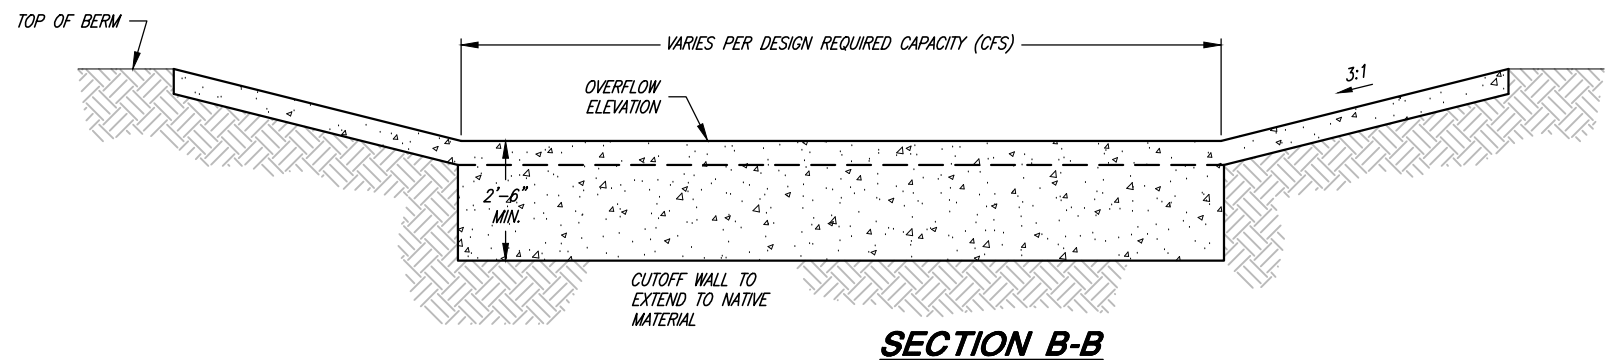 TOP OF BERM
VARIES PER DESIGN REQUIRED CAPACITY (CFS)
3:1
OVERFLOW
ELEVATION
2'-6"
MIN.
CUTOFF WALL TO
EXTEND TO NATIVE
MATERIAL
SECTION B-B